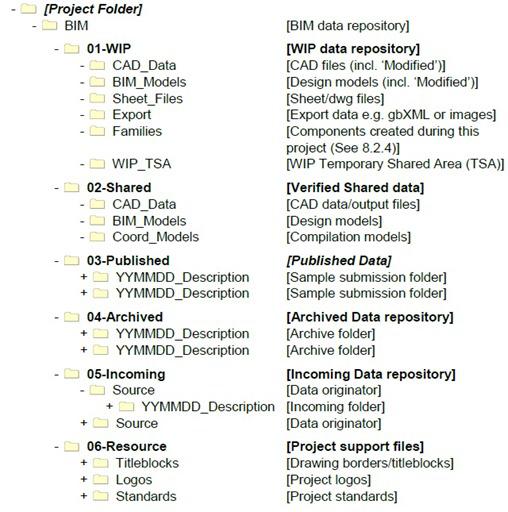 - [Project Folder]
- BIM [BIM data repository]
- 01-WIP [WIP data repository]
- CAD_Data [CAD files (incl. ‘Modified’)]
- BIM_Models [Design models (incl. ‘Modified’)]
- Sheet_Files [Sheet/dwg files]
- Export [Export data e.g. gbXML or images]
- Families [Components created during this
project (See 8.2.4)]
- WIP_TSA [WIP Temporary Shared Area (TSA)]
- 02-Shared [Verified Shared data]
- CAD_Data [CAD data/output files]
- BIM_Models [Design models]
- Coord_Models [Compilation models]
- 03-Published [Published Data]
+ YYMMDD_Description [Sample submission folder]
+ YYMMDD_Description [Sample submission folder]
- 04-Archived [Archived Data repository]
+ YYMMDD_Description [Archive folder]
+ YYMMDD_Description [Archive folder]
- 05-Incoming [Incoming Data repository]
- Source [Data originator]
+ YYMMDD_Description [Incoming folder]
+ Source [Data originator]
- 06-Resource [Project support files]
+ Titleblocks [Drawing borders/titleblocks]
+ Logos [Project logos]
+ Standards [Project standards]